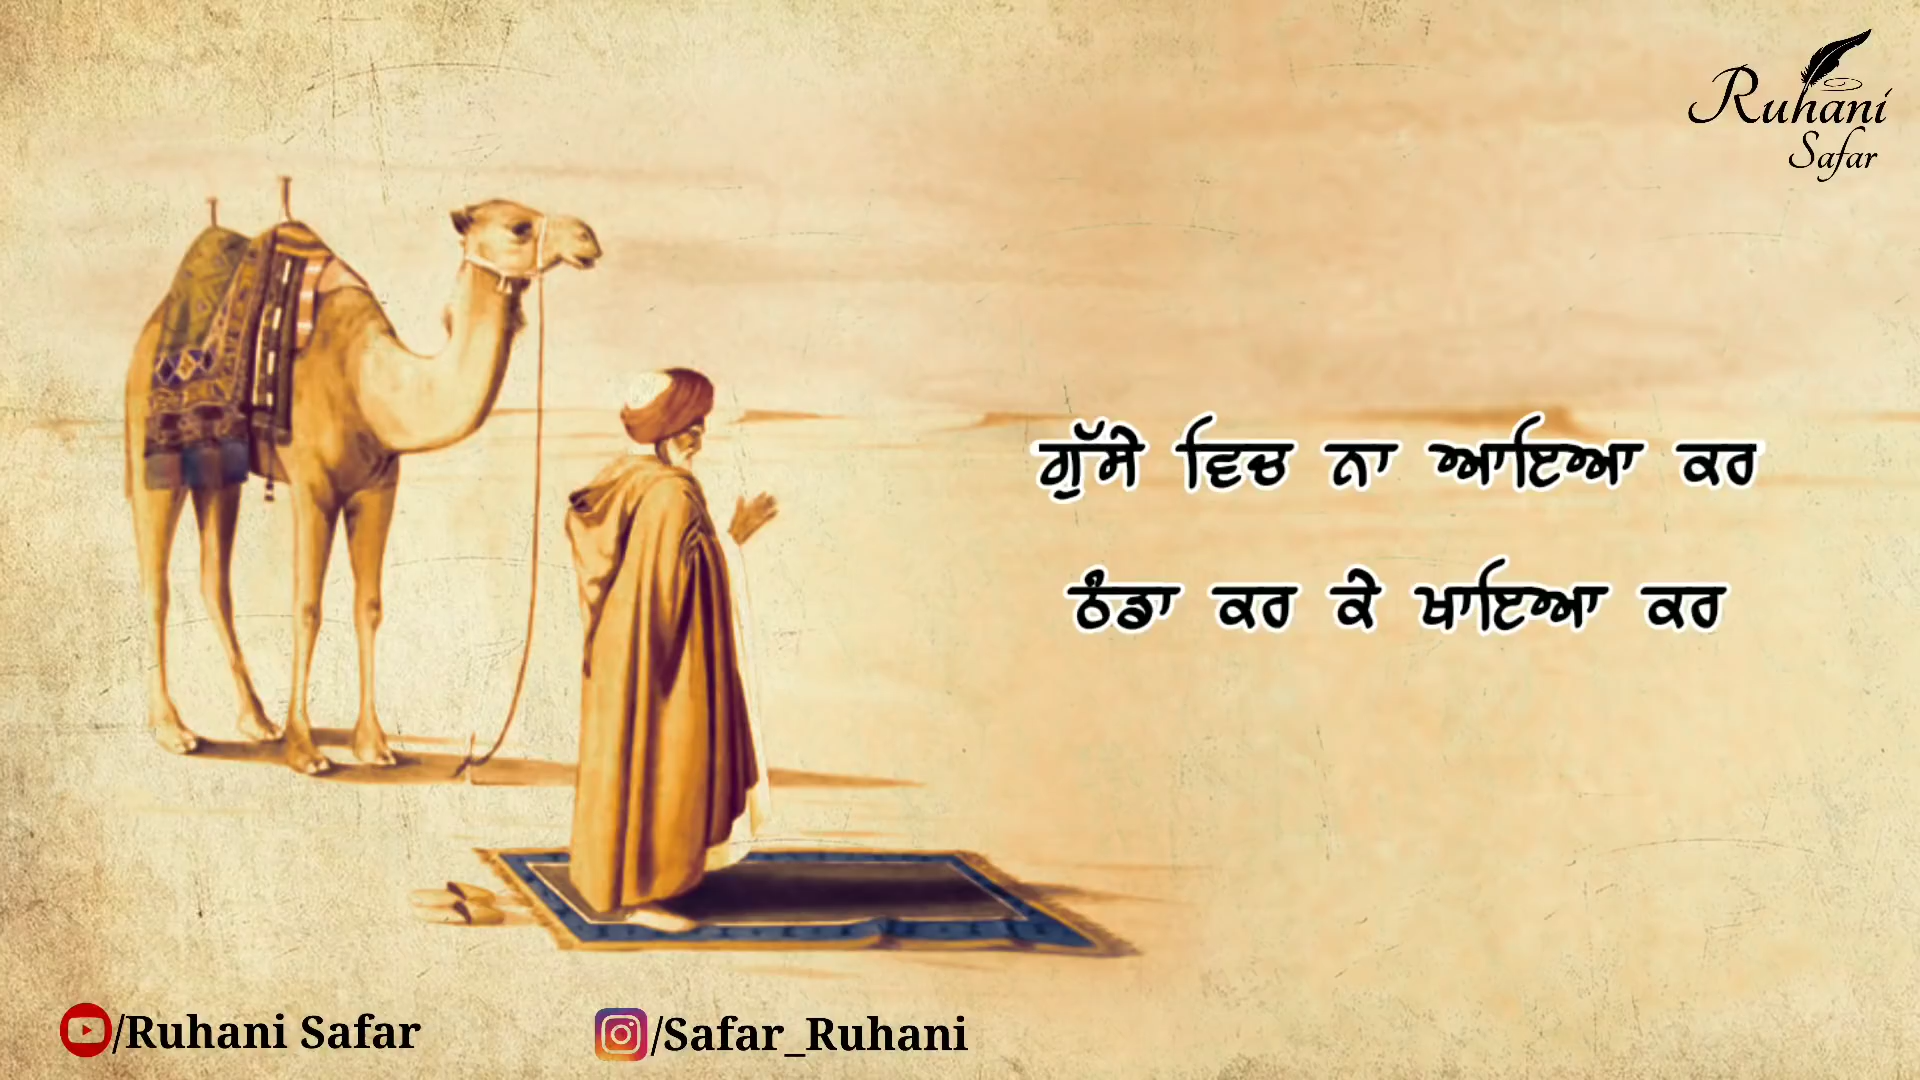 Ruhani
Safar
ਗੁੱਸੇ ਵਿਚ ਨਾ ਆਇਆ ਕਰ
ਠੰਡਾ ਕਰ ਕੇ ਖਾਇਆ ਕਰ
/Ruhani Safar
/Safar_Ruhani